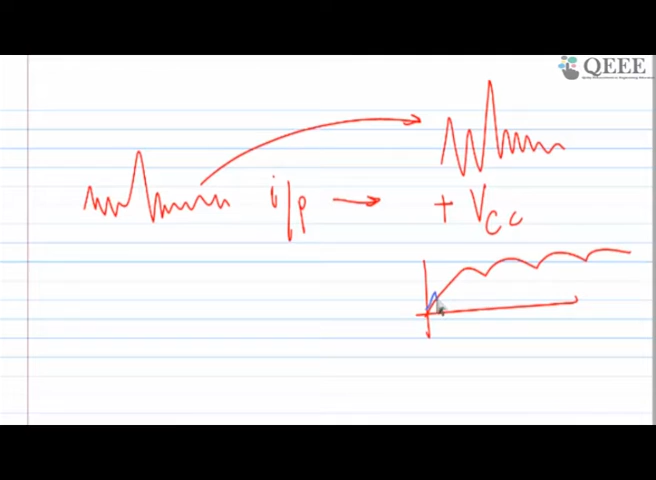 QEEE
i/p →
+ Vcc